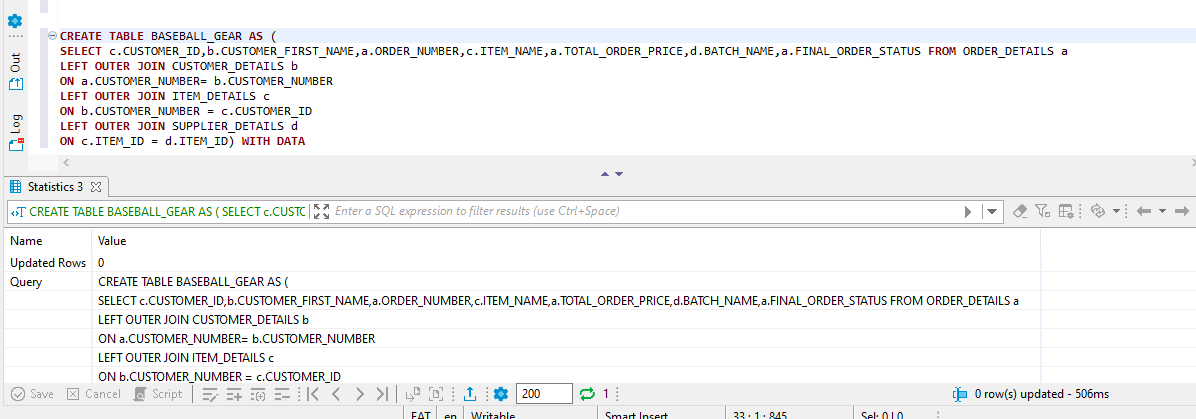 CREATE TABLE BASEBALL_GEAR AS (
SELECT c.CUSTOMER_ID,b.CUSTOMER_FIRST_NAME,a.ORDER_NUMBER,c.ITEM_NAME,a.TOTAL_ORDER_PRICE,d.BATCH_NAME,a.FINAL_ORDER_STATUS FROM ORDER_DETAILS a
LEFT OUTER JOIN CUSTOMER_DETAILS b
ON a.CUSTOMER_NUMBER= b.CUSTOMER_NUMBER
LEFT OUTER JOIN ITEM_DETAILS c
ON b.CUSTOMER_NUMBER = c.CUSTOMER_ID
LEFT OUTER JOIN SUPPLIER_DETAILS d
ON c.ITEM_ID = d.ITEM_ID) WITH DATA
Out
Log
Statistics 3
CREATE TABLE BASEBALL_GEAR AS ( SELECT c.CUSTC Enter a SQL expression to filter results (use Ctrl+Space)
Name Value
Updated Rows 0
Query CREATE TABLE BASEBALL_GEAR AS (
SELECT c.CUSTOMER_ID,b.CUSTOMER_FIRST_NAME,a.ORDER_NUMBER,c.ITEM_NAME,a.TOTAL_ORDER_PRICE,d.BATCH_NAME,a.FINAL_ORDER_STATUS FROM ORDER_DETAILS a
LEFT OUTER JOIN CUSTOMER_DETAILS b
ON a.CUSTOMER_NUMBER= b.CUSTOMER_NUMBER
LEFT OUTER JOIN ITEM_DETAILS c
ON b.CUSTOMER_NUMBER = c.CUSTOMER_ID
Save Cancel Script 200 1 0 row(s) updated - 506ms
EAT en Writable Smart Insert 33 : 1 : 845 Sel: 0 | 0